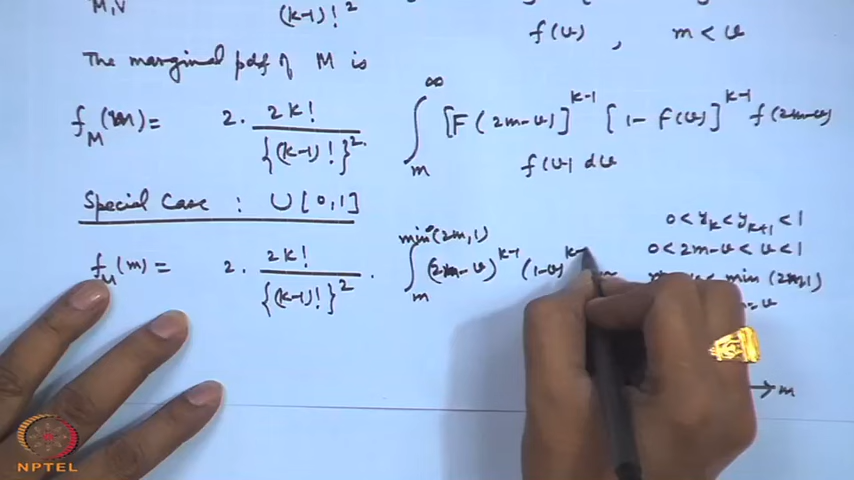 M,V (k-1)!² f(v) , m < v
The marginal pdf of M is
f_M(m) = 2. 2k! / {(k-1)!}² ∫_m^∞ [F(2m-v)]^{k-1} [1-F(v)]^{k-1} f(2m-v)
f(v) dv
Special Case : U[0,1]
0 < y_k < y_{k+1} < 1
f_M(m) = 2. 2k! / {(k-1)!}² . ∫_m^{min(2m,1)} (2m-v)^{k-1} (1-v)^{k-
0 < 2m-v < v < 1
min (2m,1)
→ m
NPTEL